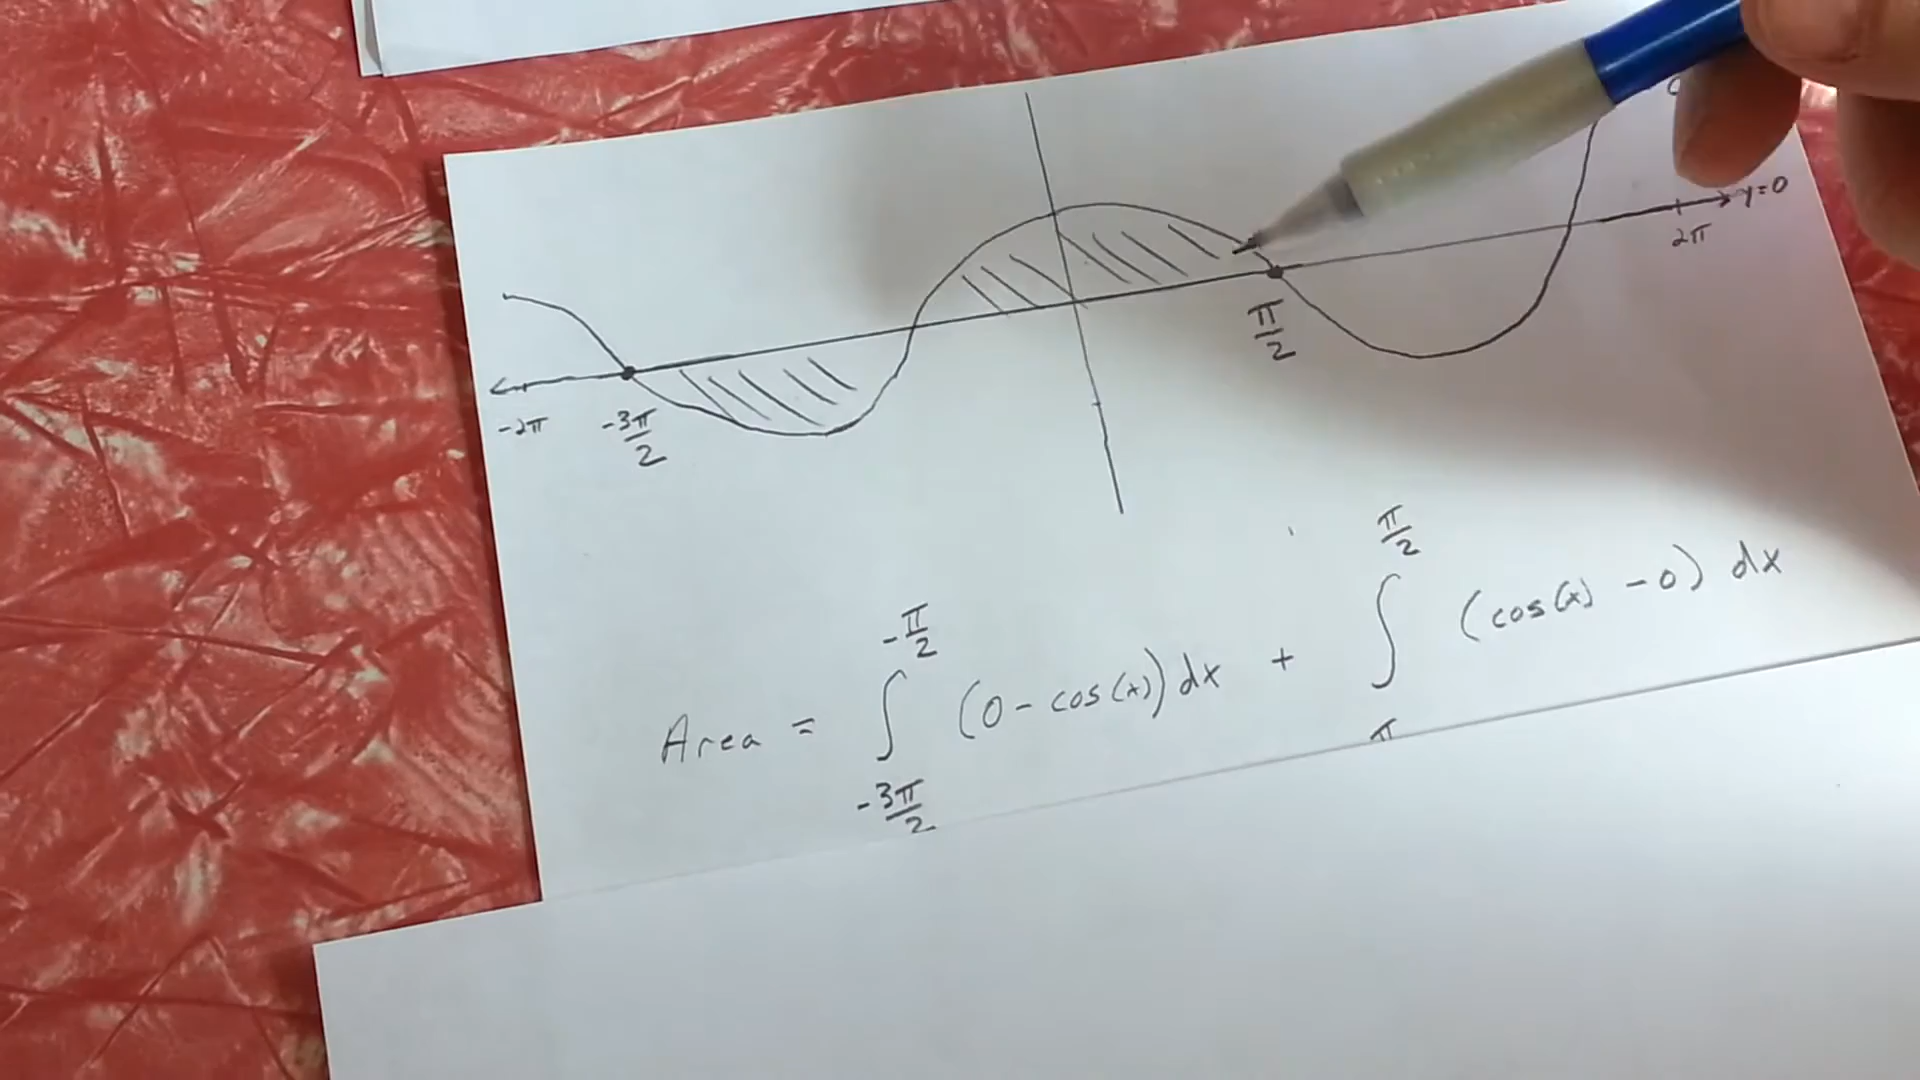 y=0
2π
π/2
-2π
-3π/2
Area = ∫_{-3π/2}^{-π/2} (0 - cos(x)) dx + ∫_{π}^{π/2} (cos(x) - 0) dx